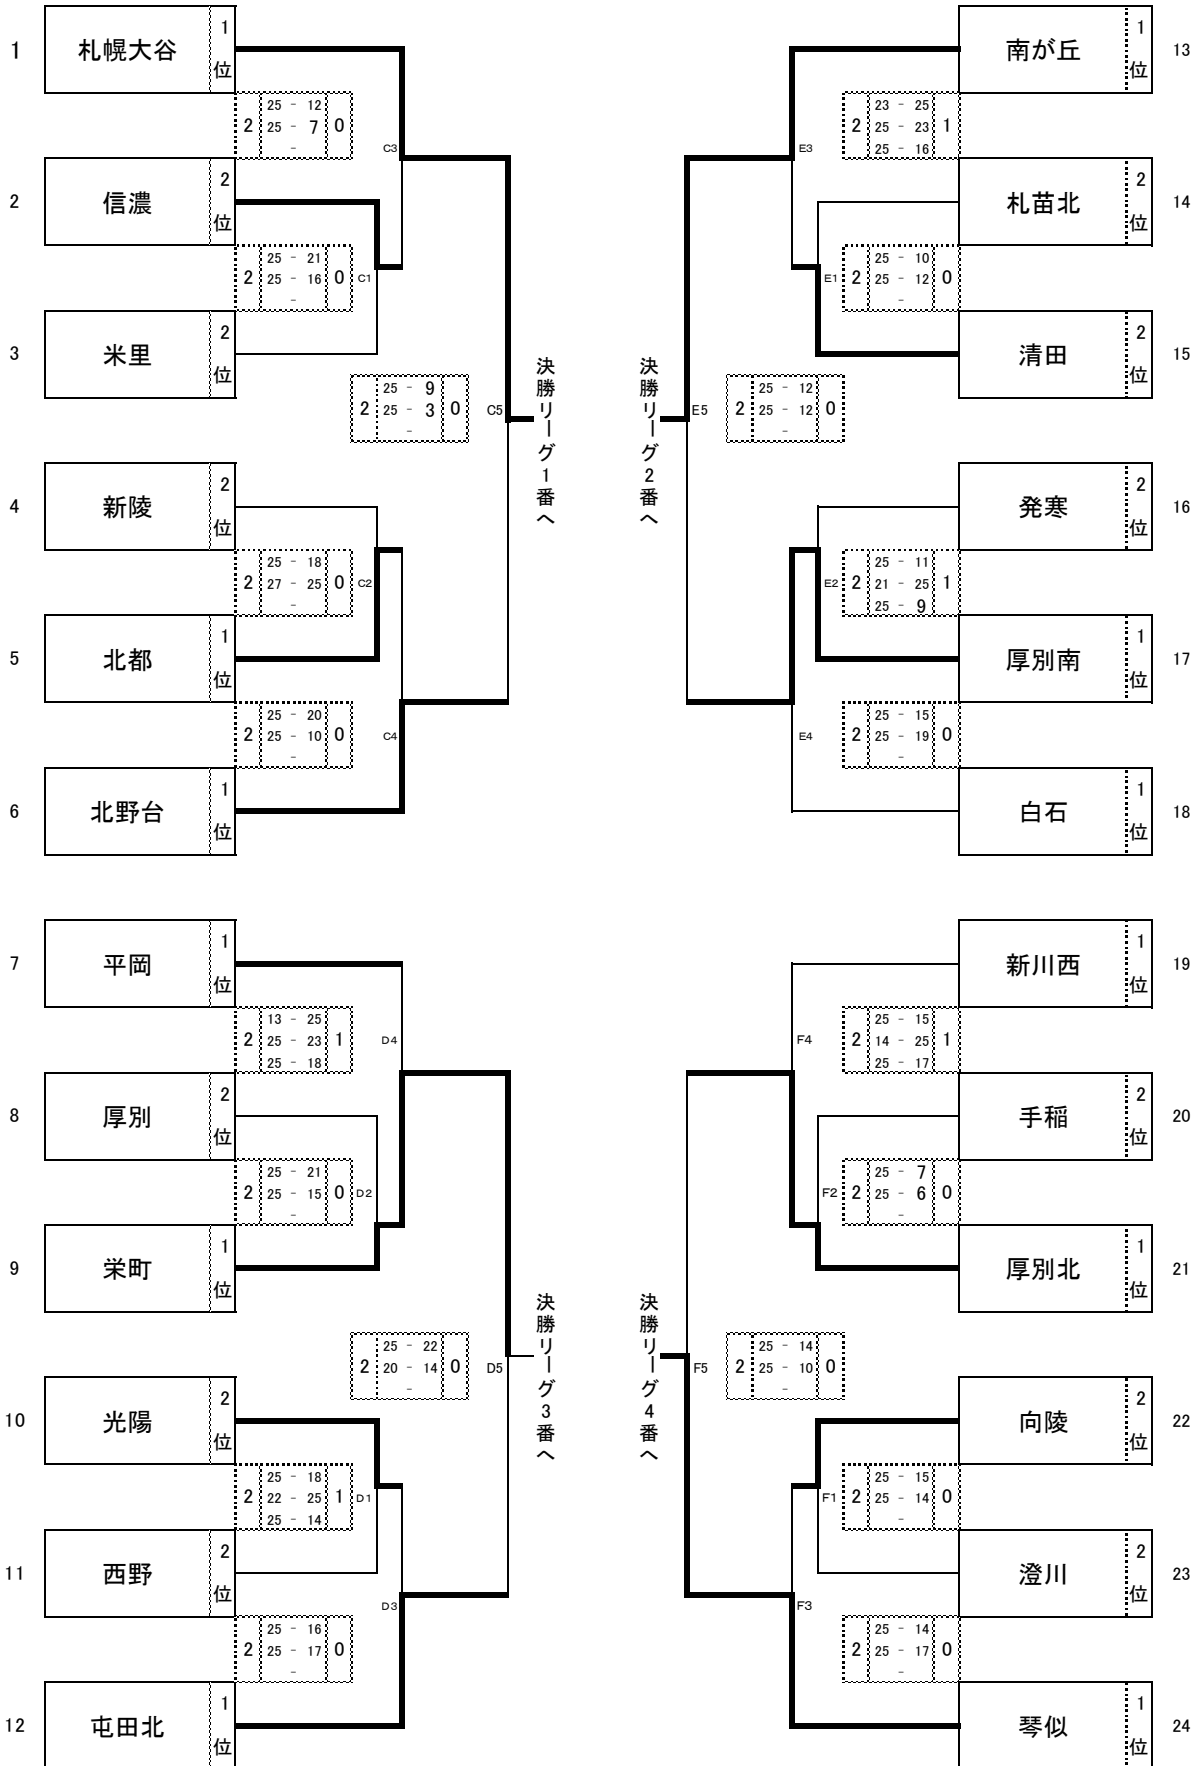 1 札幌大谷 1位
2 25 - 12 0
25 - 7
-
C3
2 信濃 2位
2 25 - 21 0
25 - 16
-
C1
3 米里 2位
2 25 - 9 0
25 - 3
-
C5
決勝リーグ1番へ
4 新陵 2位
2 25 - 18 0
27 - 25
-
C2
5 北都 1位
2 25 - 20 0
25 - 10
-
C4
6 北野台 1位
南が丘 1位 13
E3
2 23 - 25 1
25 - 23
25 - 16
札苗北 2位 14
E1
2 25 - 10 0
25 - 12
-
清田 2位 15
決勝リーグ2番へ
E5
2 25 - 12 0
25 - 12
-
発寒 2位 16
E2
2 25 - 11 1
21 - 25
25 - 9
厚別南 1位 17
E4
2 25 - 15 0
25 - 19
-
白石 1位 18
7 平岡 1位
2 13 - 25 1
25 - 23
25 - 18
D4
8 厚別 2位
2 25 - 21 0
25 - 15
-
D2
9 栄町 1位
2 25 - 22 0
20 - 14
-
D5
決勝リーグ3番へ
10 光陽 2位
2 25 - 18 1
22 - 25
25 - 14
D1
11 西野 2位
D3
2 25 - 16 0
25 - 17
-
12 屯田北 1位
新川西 1位 19
F4
2 25 - 15 1
14 - 25
25 - 17
手稲 2位 20
F2
2 25 - 7 0
25 - 6
-
厚別北 1位 21
決勝リーグ4番へ
F5
2 25 - 14 0
25 - 10
-
向陵 2位 22
F1
2 25 - 15 0
25 - 14
-
澄川 2位 23
F3
2 25 - 14 0
25 - 17
-
琴似 1位 24